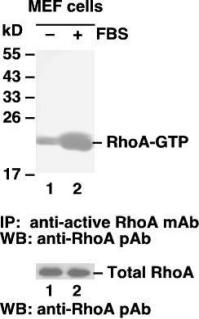 MEF cells
kD − + FBS
55
43
33
26
RhoA-GTP
17
1 2
IP: anti-active RhoA mAb
WB: anti-RhoA pAb
Total RhoA
1 2
WB: anti-RhoA pAb